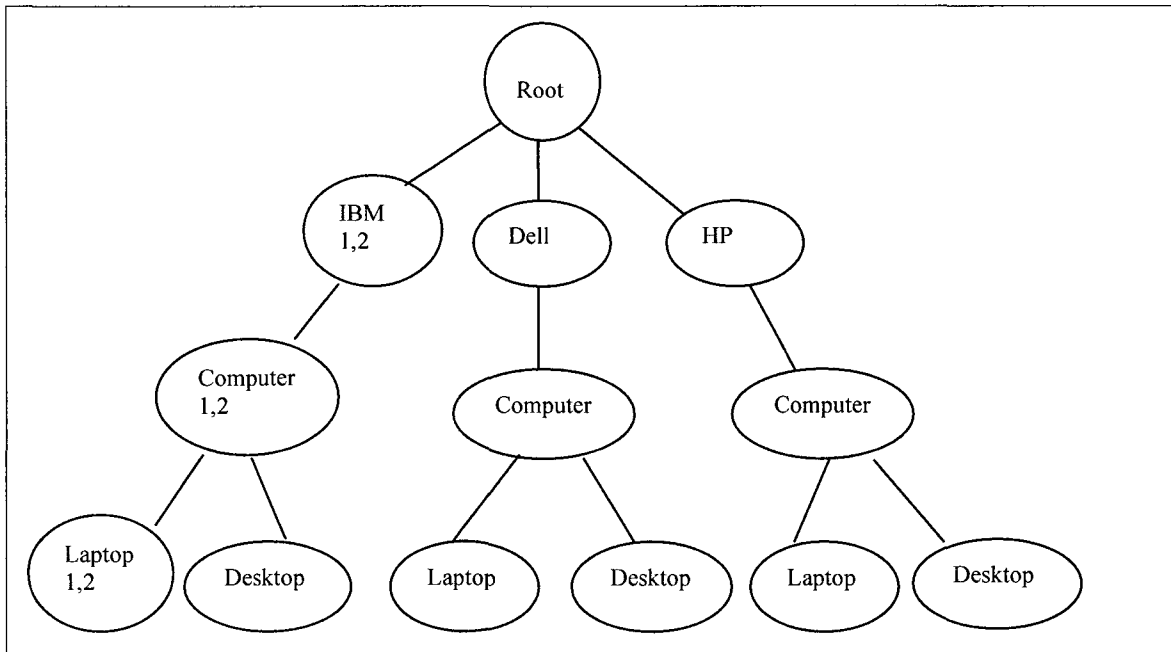 Root
IBM
1,2
Dell
HP
Computer
1,2
Computer
Computer
Laptop
1,2
Desktop
Laptop
Desktop
Laptop
Desktop